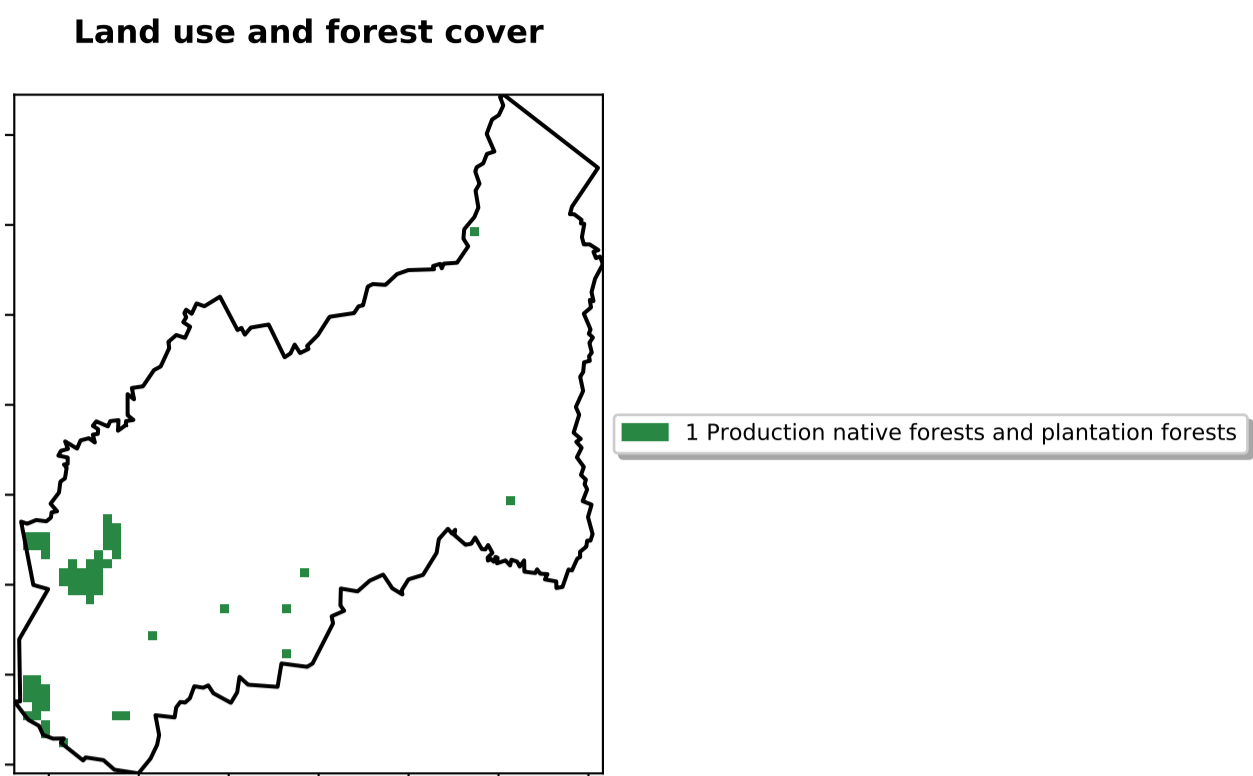 Land use and forest cover
1 Production native forests and plantation forests